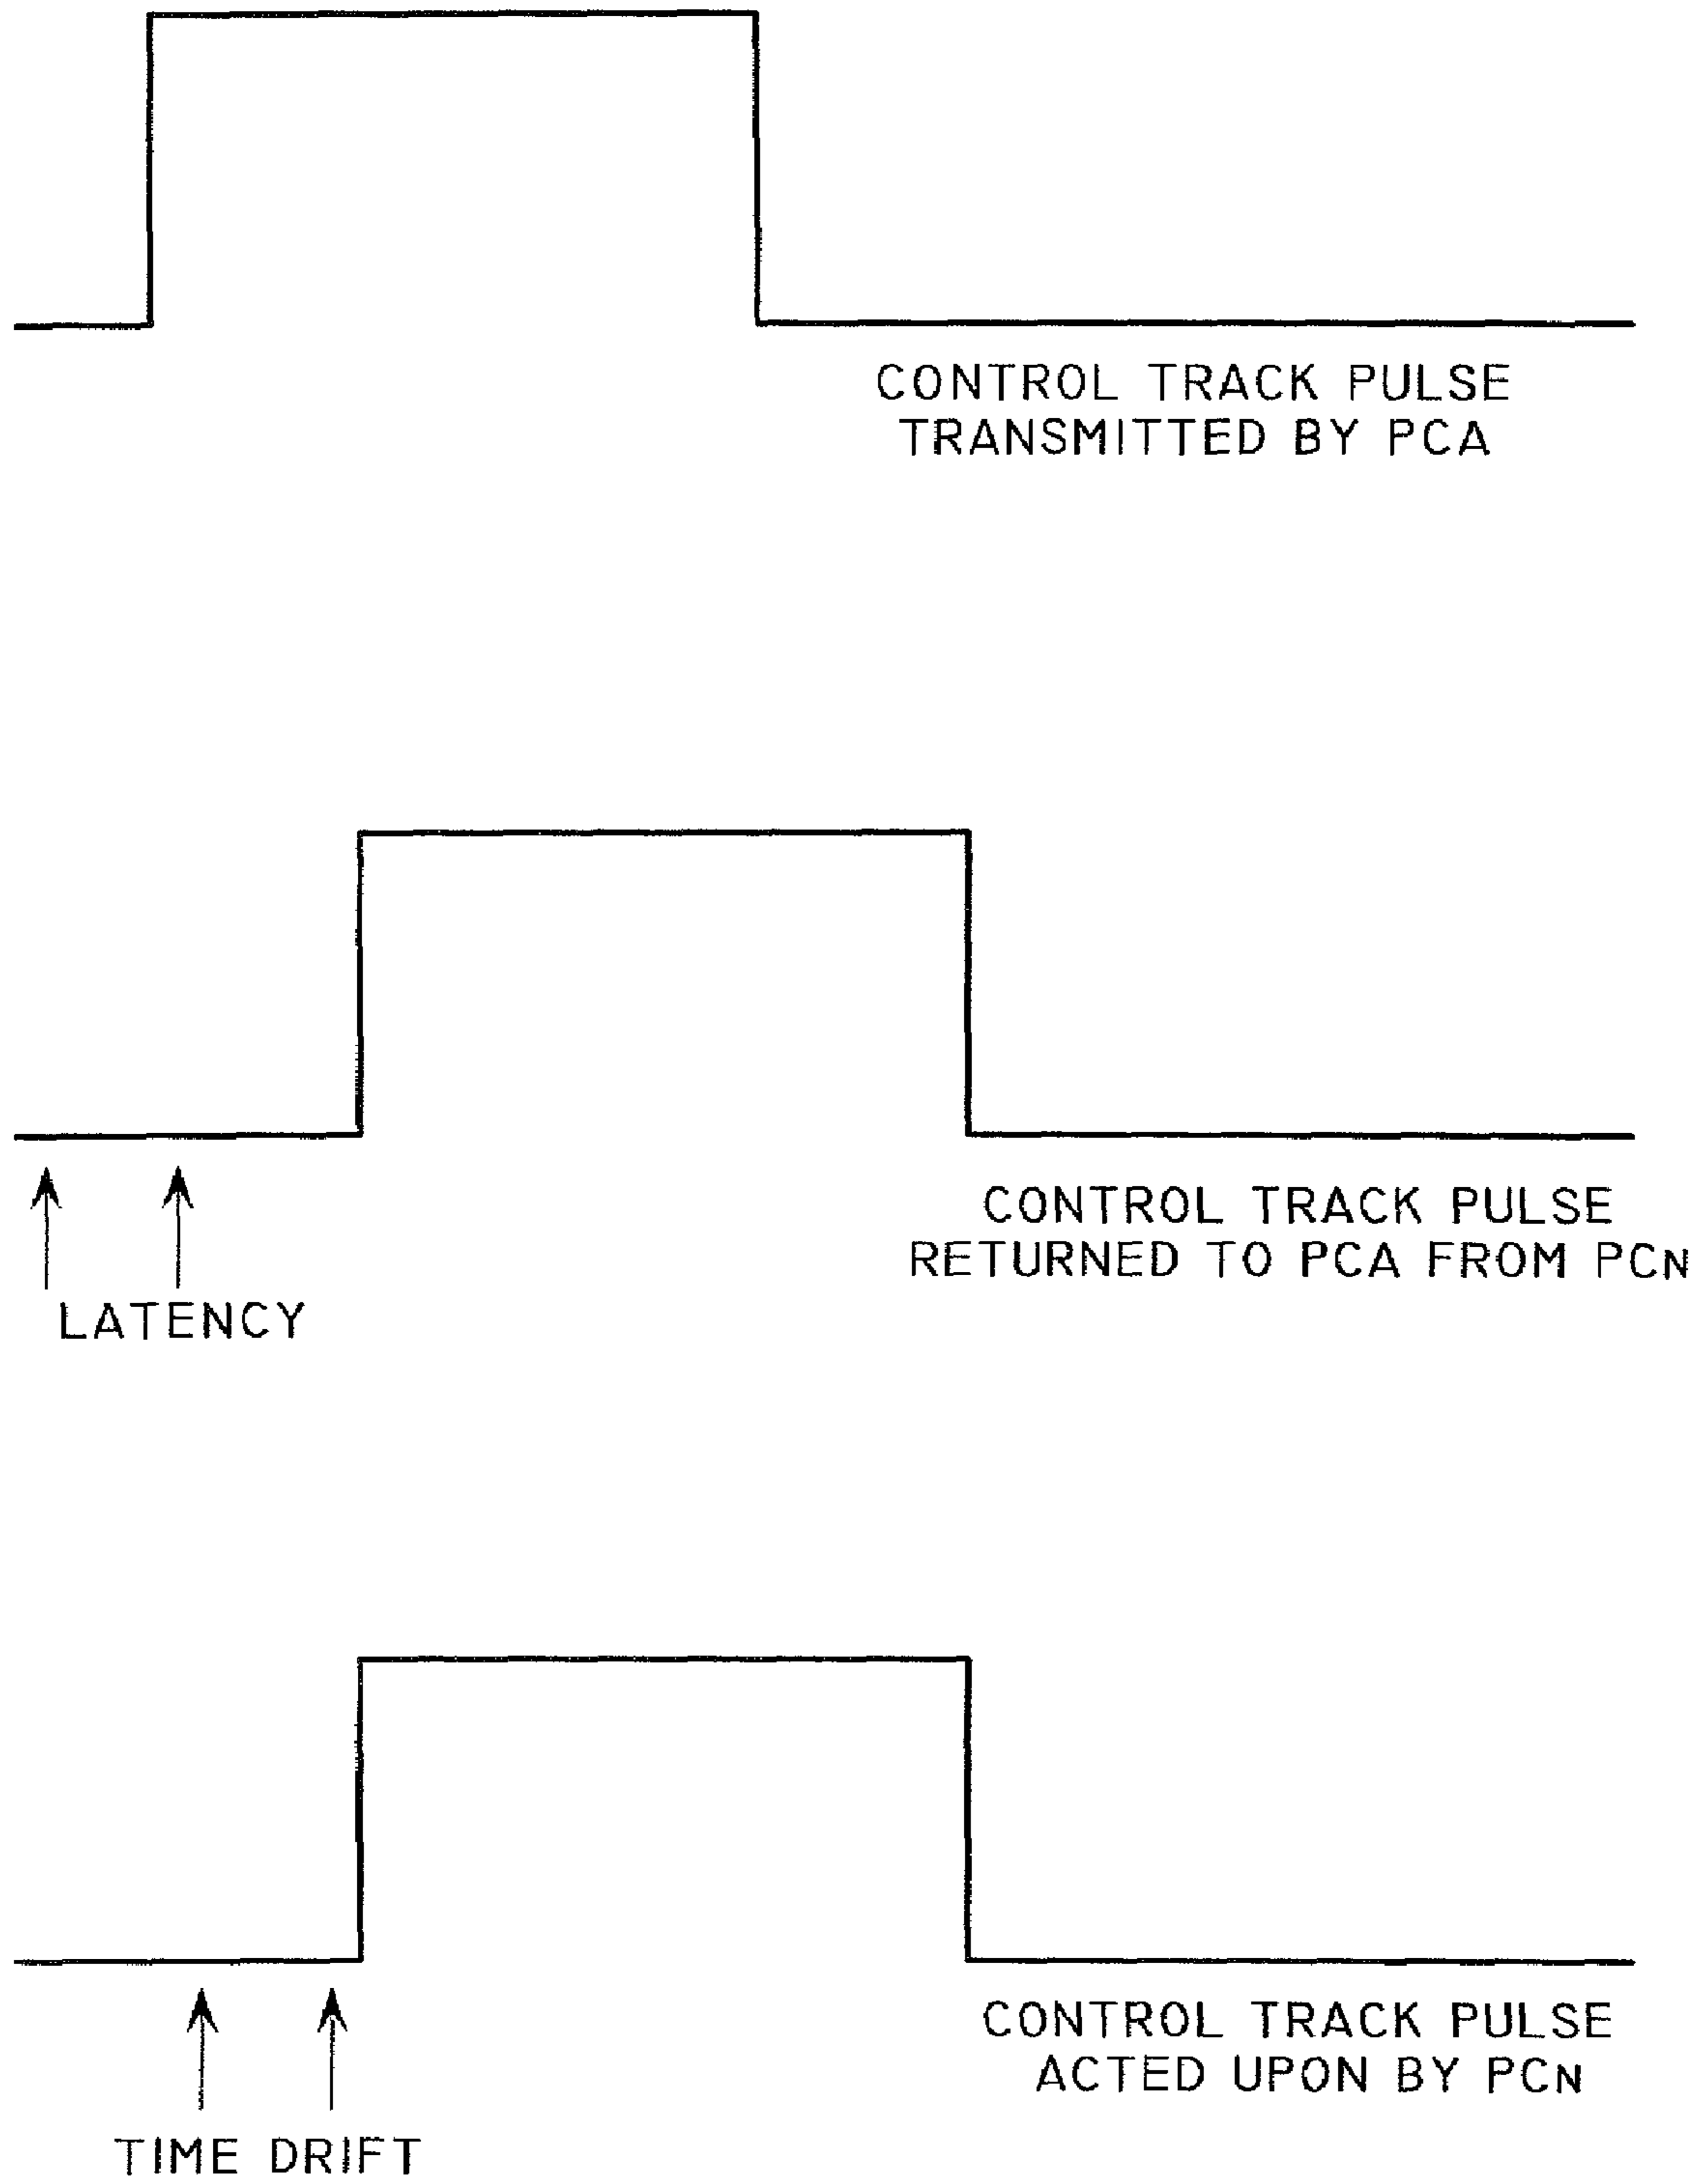 CONTROL TRACK PULSE
TRANSMITTED BY PCA
CONTROL TRACK PULSE
RETURNED TO PCA FROM PCN
LATENCY
CONTROL TRACK PULSE
ACTED UPON BY PCN
TIME DRIFT